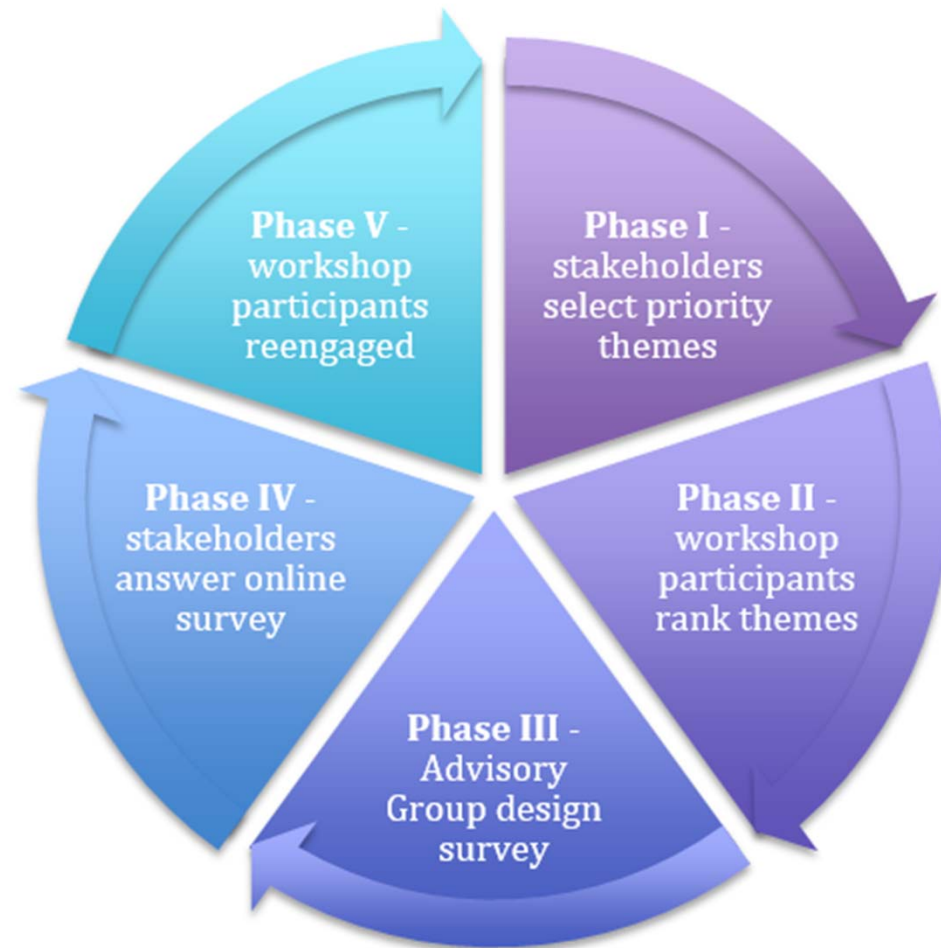 Phase I -
stakeholders
select priority
themes
Phase II -
workshop
participants
rank themes
Phase III -
Advisory
Group design
survey
Phase IV -
stakeholders
answer online
survey
Phase V -
workshop
participants
reengaged